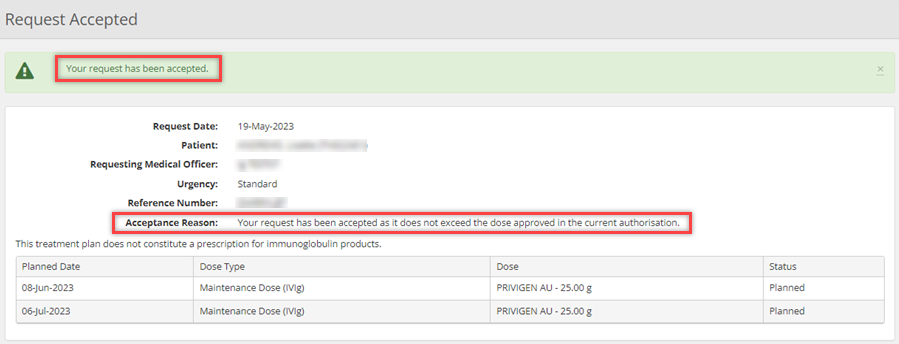 Request Accepted
Your request has been accepted.
×
Request Date: 19-May-2023
Patient:
Requesting Medical Officer:
Urgency: Standard
Reference Number:
Acceptance Reason: Your request has been accepted as it does not exceed the dose approved in the current authorisation.
This treatment plan does not constitute a prescription for immunoglobulin products.
Planned Date Dose Type Dose Status
08-Jun-2023 Maintenance Dose (IVIg) PRIVIGEN AU - 25.00 g Planned
06-Jul-2023 Maintenance Dose (IVIg) PRIVIGEN AU - 25.00 g Planned